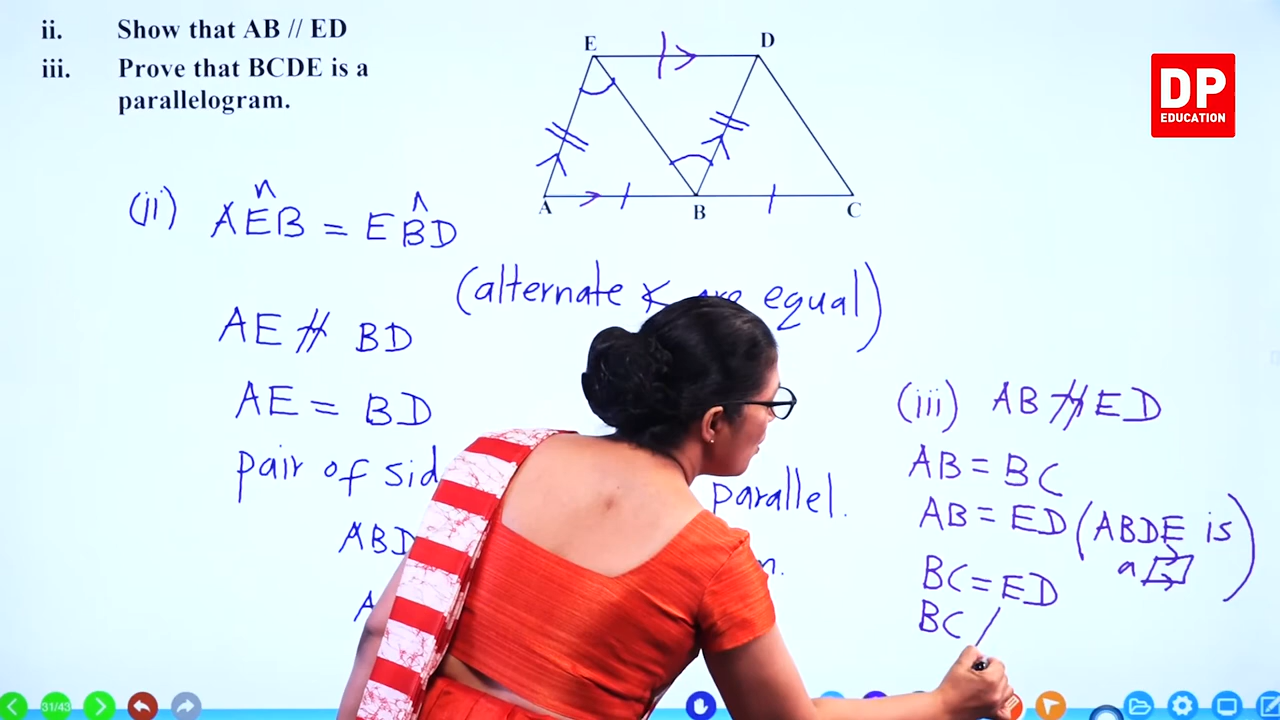 ii. Show that AB // ED
iii. Prove that BCDE is a
parallelogram.
E D
A B C
DP
EDUCATION
(ii) AÊB = EB̂D
(alternate ∢ are equal)
AE // BD
AE = BD
pair of sid
parallel.
ABD
(iii) AB // ED
AB = BC
AB = ED (ABDE is
a ▱)
BC = ED
BC /
31/43